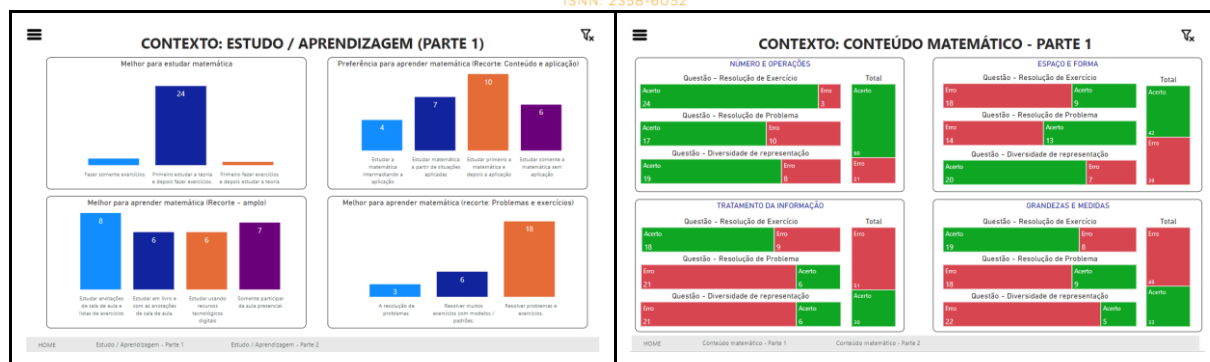 ISNN: 2358-6052
CONTEXTO: ESTUDO / APRENDIZAGEM (PARTE 1)
Melhor para estudar matemática
24
Fazer somente exercícios.
Primeiro estudar a teoria
e depois fazer exercícios.
Primeiro fazer exercícios
e depois estudar a teoria
Preferência para aprender matemática (Recorte: Conteúdo e aplicação)
4
7
10
6
Estudar a
matemática
intermediando a
aplicação
Estudar matemática
a partir de situações
aplicadas
Estudar primeiro a
matemática e
depois a aplicação
Estudar somente a
matemática sem
aplicação
Melhor para aprender matemática (Recorte – amplo)
8
6
6
7
Estudar anotações
da sala de aula e
listas de exercícios
Estudar em livro e
com as anotações
de sala de aula.
Estudar usando
recursos
tecnológicos
digitais
Somente participar
da aula presencial.
Melhor para aprender matemática (recorte: Problemas e exercícios)
3
6
18
A resolução de
problemas.
Resolver muitos
exercícios com modelos /
padrões
Resolver problemas e
exercícios.
HOME
Estudo / Aprendizagem - Parte 1
Estudo / Aprendizagem - Parte 2
CONTEXTO: CONTEÚDO MATEMÁTICO - PARTE 1
NÚMERO E OPERAÇÕES
Questão - Resolução de Exercício
Total
Acerto
24
Erro
3
Questão - Resolução de Problema
Acerto
17
Erro
10
Questão - Diversidade de representação
Acerto
19
Erro
8
Acerto
60
Erro
21
ESPAÇO E FORMA
Questão - Resolução de Exercício
Total
Erro
18
Acerto
9
Questão - Resolução de Problema
Erro
14
Acerto
13
Questão - Diversidade de representação
Acerto
20
Erro
7
Acerto
42
Erro
39
TRATAMENTO DA INFORMAÇÃO
Questão - Resolução de Exercício
Total
Acerto
18
Erro
9
Questão - Resolução de Problema
Erro
21
Acerto
6
Questão - Diversidade de representação
Erro
21
Acerto
6
Erro
51
Acerto
30
GRANDEZAS E MEDIDAS
Questão - Resolução de Exercício
Total
Acerto
19
Erro
8
Questão - Resolução de Problema
Erro
18
Acerto
9
Questão - Diversidade de representação
Erro
22
Acerto
5
Erro
48
Acerto
33
HOME
Conteúdo matemático - Parte 1
Conteúdo matemático - Parte 2